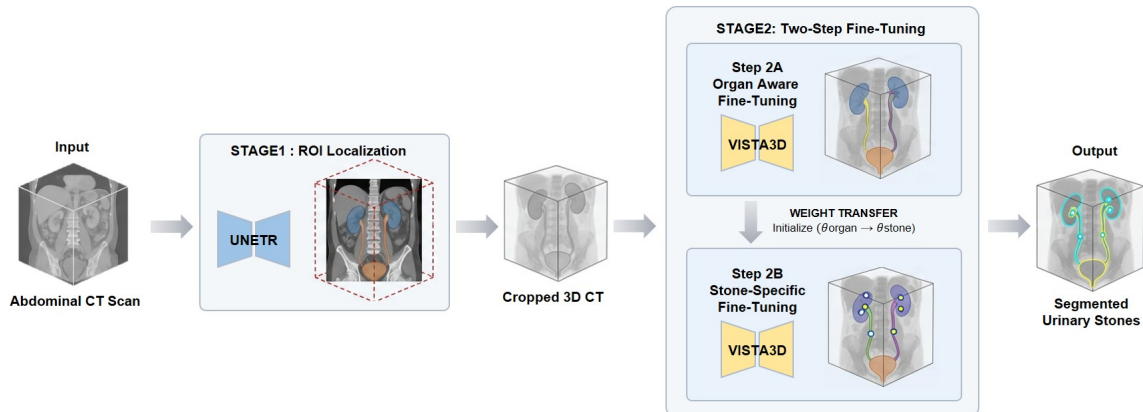 Input
Abdominal CT Scan
STAGE1 : ROI Localization
UNETR
Cropped 3D CT
STAGE2: Two-Step Fine-Tuning
Step 2A
Organ Aware
Fine-Tuning
VISTA3D
WEIGHT TRANSFER
Initialize (θorgan → θstone)
Step 2B
Stone-Specific
Fine-Tuning
VISTA3D
Output
Segmented
Urinary Stones